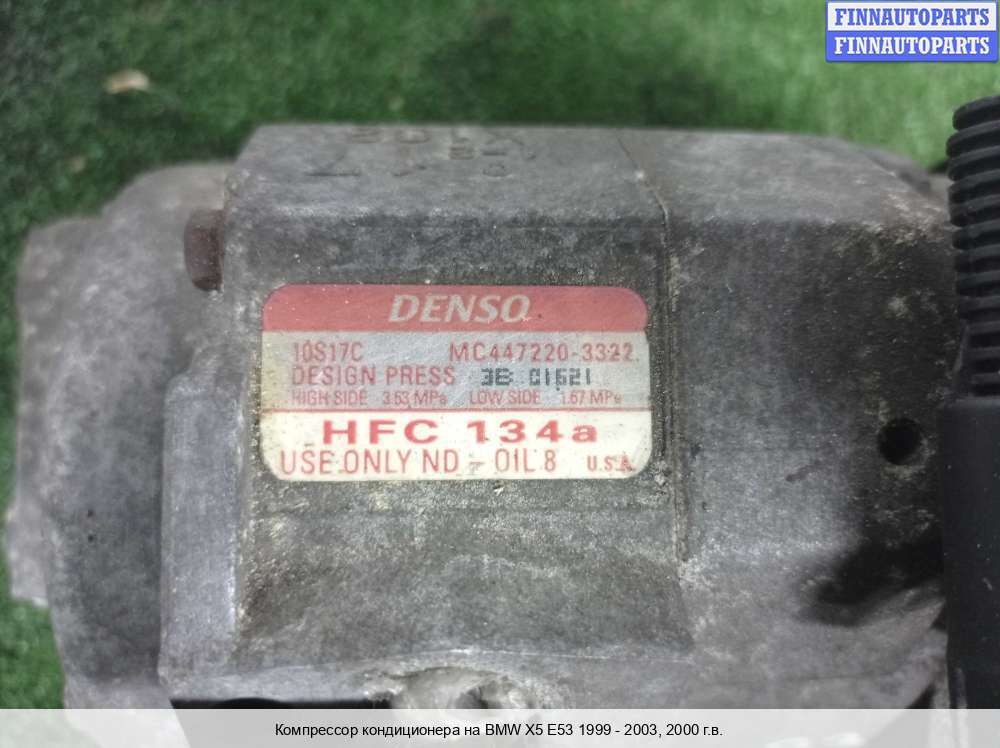 FINNAUTOPARTS
FINNAUTOPARTS
DENSO
10S17C MC447220-3322
DESIGN PRESS 3B 01521
HIGH SIDE 3.53 MPa LOW SIDE 1.67 MPa
HFC 134a
USE ONLY ND-OIL 8 U.S.A.
Компрессор кондиционера на BMW X5 E53 1999 - 2003, 2000 г.в.